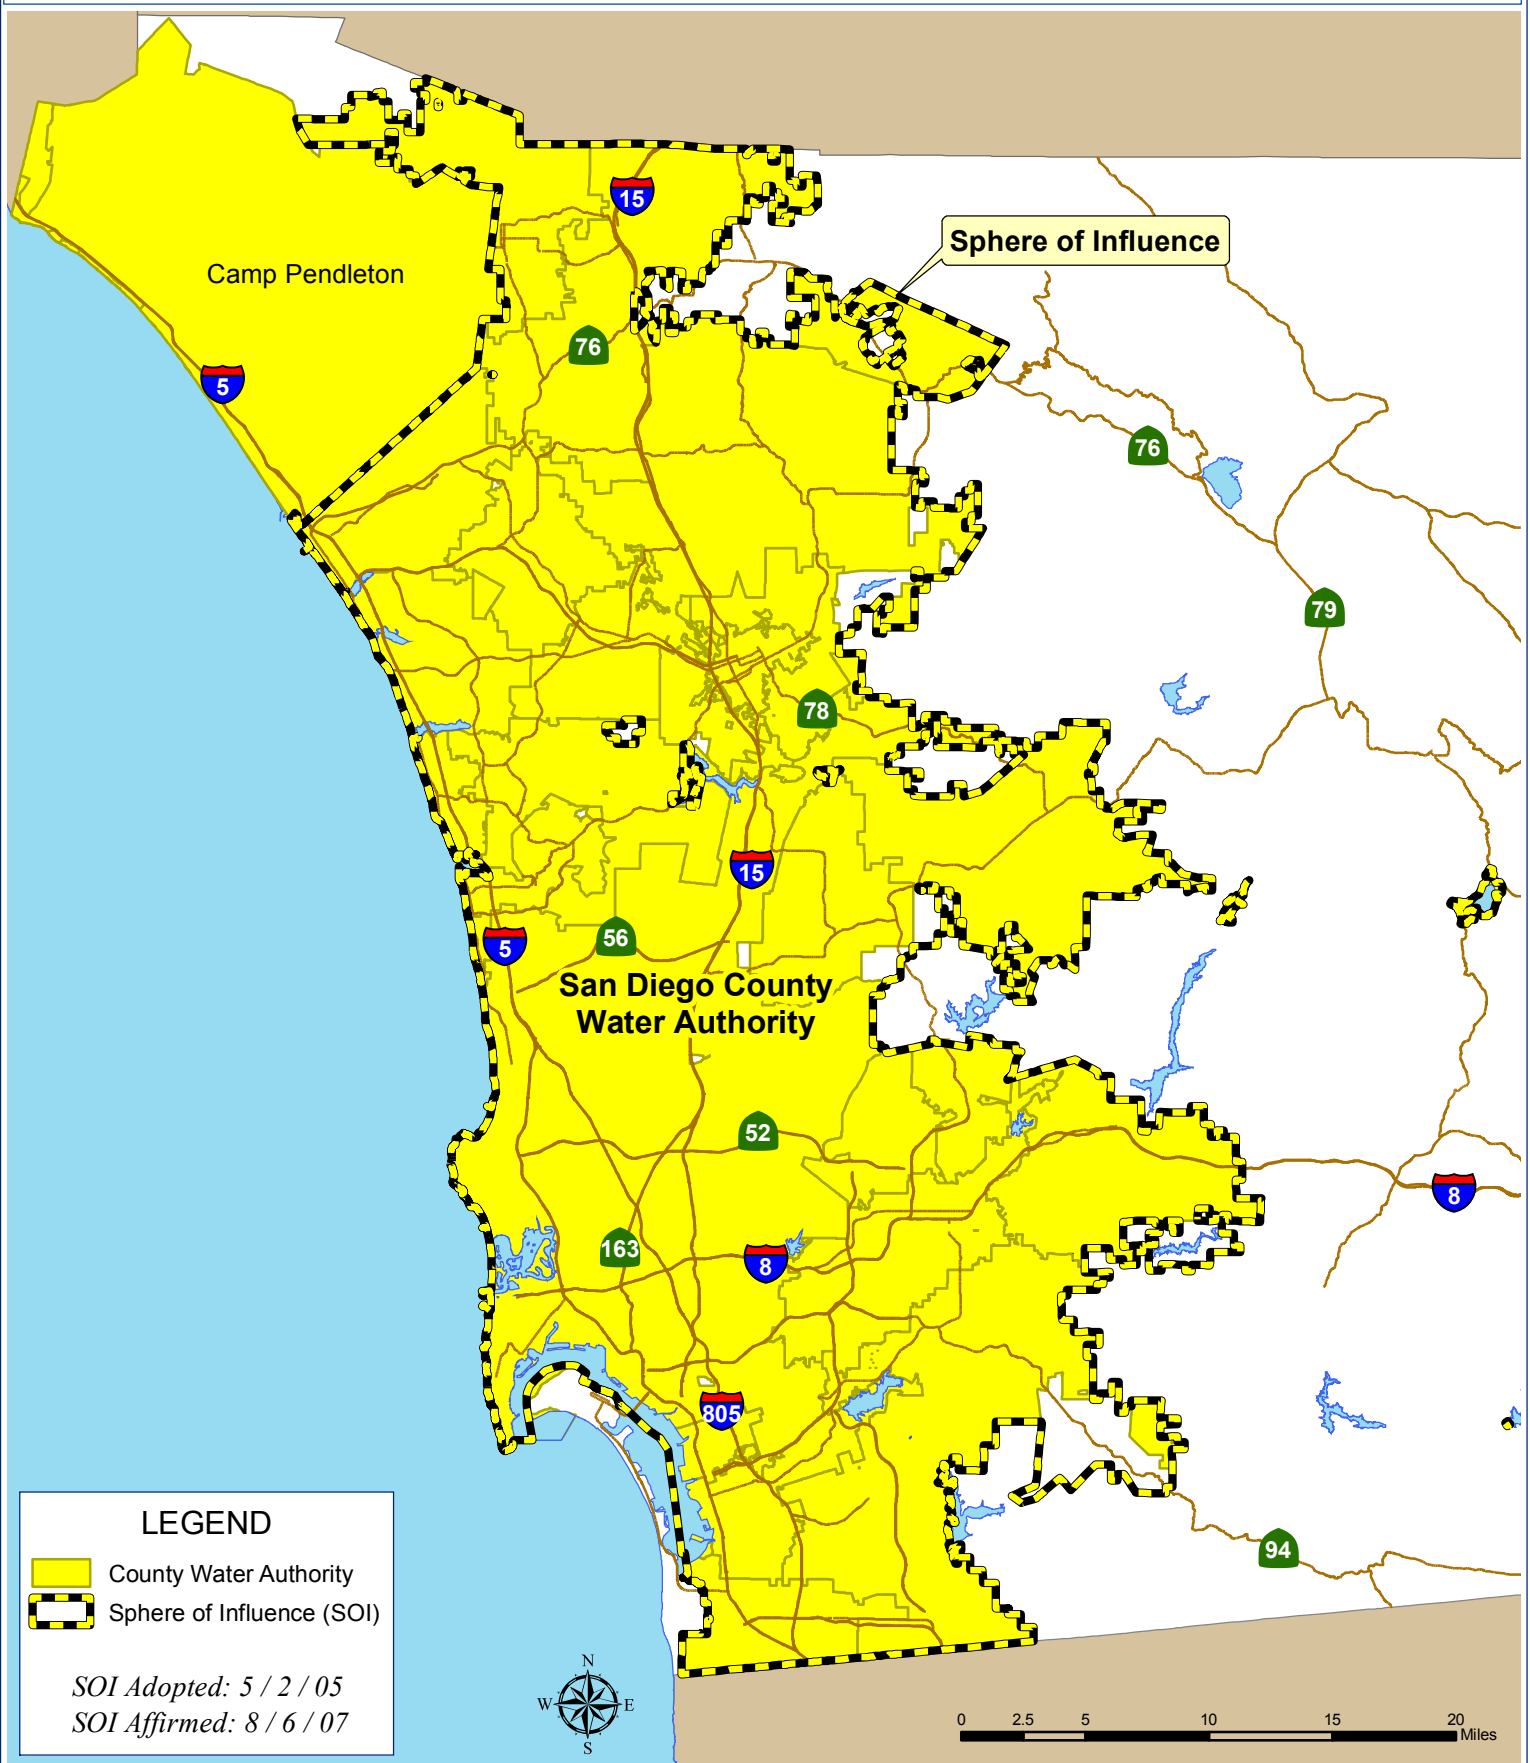 15
Sphere of Influence
Camp Pendleton
76
5
76
79
78
15
56
5
San Diego County
Water Authority
52
8
163
8
805
94
LEGEND
County Water Authority
Sphere of Influence (SOI)
SOI Adopted: 5 / 2 / 05
SOI Affirmed: 8 / 6 / 07
N
W E
S
0 2.5 5 10 15 20
Miles